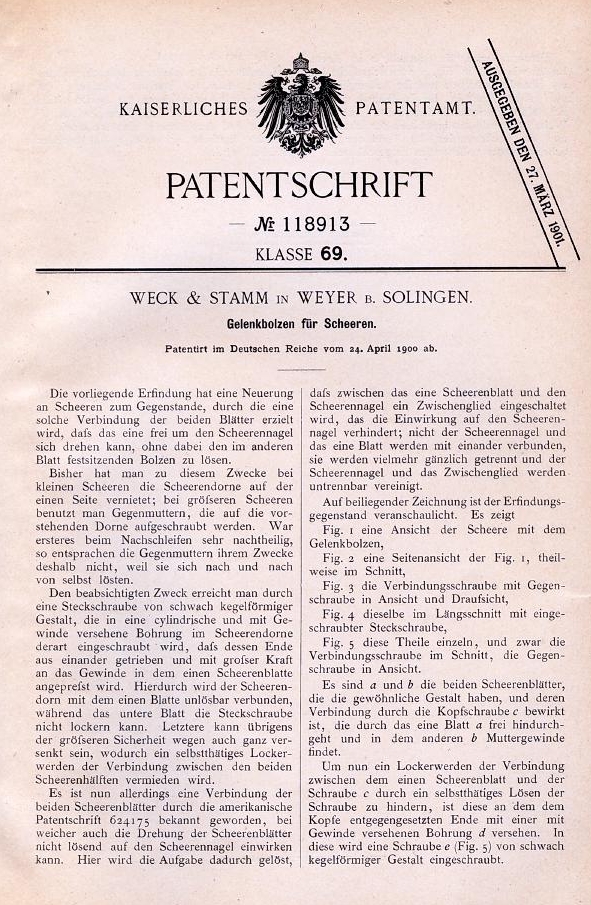 KAISERLICHES PATENTAMT.
AUSGEGEBEN DEN 27. MÄRZ 1901.
PATENTSCHRIFT
— № 118913 —
KLASSE 69.
WECK & STAMM IN WEYER B. SOLINGEN.
Gelenkbolzen für Scheeren.
Patentirt im Deutschen Reiche vom 24. April 1900 ab.
Die vorliegende Erfindung hat eine Neuerung
an Scheeren zum Gegenstande, durch die eine
solche Verbindung der beiden Blätter erzielt
wird, daſs das eine frei um den Scheerennagel
sich drehen kann, ohne dabei den im anderen
Blatt festsitzenden Bolzen zu lösen.
Bisher hat man zu diesem Zwecke bei
kleinen Scheeren die Scheerendorne auf der
einen Seite vernietet; bei gröſseren Scheeren
benutzt man Gegenmuttern, die auf die vor-
stehenden Dorne aufgeschraubt werden. War
ersteres beim Nachschleifen sehr nachtheilig,
so entsprachen die Gegenmuttern ihrem Zwecke
deshalb nicht, weil sie sich nach und nach
von selbst lösten.
Den beabsichtigten Zweck erreicht man durch
eine Steckschraube von schwach kegelförmiger
Gestalt, die in eine cylindrische und mit Ge-
winde versehene Bohrung im Scheerendorne
derart eingeschraubt wird, daſs dessen Ende
aus einander getrieben und mit groſser Kraft
an das Gewinde in dem einen Scheerenblatte
angepreſst wird. Hierdurch wird der Scheeren-
dorn mit dem einen Blatte unlösbar verbunden,
während das untere Blatt die Steckschraube
nicht lockern kann. Letztere kann übrigens
der gröſseren Sicherheit wegen auch ganz ver-
senkt sein, wodurch ein selbstthätiges Locker-
werden der Verbindung zwischen den beiden
Scheerenhälften vermieden wird.
Es ist nun allerdings eine Verbindung der
beiden Scheerenblätter durch die amerikanische
Patentschrift 624175 bekannt geworden, bei
welcher auch die Drehung der Scheerenblätter
nicht lösend auf den Scheerennagel einwirken
kann. Hier wird die Aufgabe dadurch gelöst,
daſs zwischen das eine Scheerenblatt und den
Scheerennagel ein Zwischenglied eingeschaltet
wird, das die Einwirkung auf den Scheeren-
nagel verhindert; nicht der Scheerennagel und
das eine Blatt werden mit einander verbunden,
sie werden vielmehr gänzlich getrennt und der
Scheerennagel und das Zwischenglied werden
untrennbar vereinigt.
Auf beiliegender Zeichnung ist der Erfindungs-
gegenstand veranschaulicht. Es zeigt
Fig. 1 eine Ansicht der Scheere mit dem
Gelenkbolzen,
Fig. 2 eine Seitenansicht der Fig. 1, theil-
weise im Schnitt,
Fig. 3 die Verbindungsschraube mit Gegen-
schraube in Ansicht und Draufsicht,
Fig. 4 dieselbe im Längsschnitt mit einge-
schraubter Steckschraube,
Fig. 5 diese Theile einzeln, und zwar die
Verbindungsschraube im Schnitt, die Gegen-
schraube in Ansicht.
Es sind a und b die beiden Scheerenblätter,
die die gewöhnliche Gestalt haben, und deren
Verbindung durch die Kopfschraube c bewirkt
ist, die durch das eine Blatt a frei hindurch-
geht und in dem anderen b Muttergewinde
findet.
Um nun ein Lockerwerden der Verbindung
zwischen dem einen Scheerenblatt und der
Schraube c durch ein selbstthätiges Lösen der
Schraube zu hindern, ist diese an dem dem
Kopfe entgegengesetzten Ende mit einer mit
Gewinde versehenen Bohrung d versehen. In
diese wird eine Schraube e (Fig. 5) von schwach
kegelförmiger Gestalt eingeschraubt.